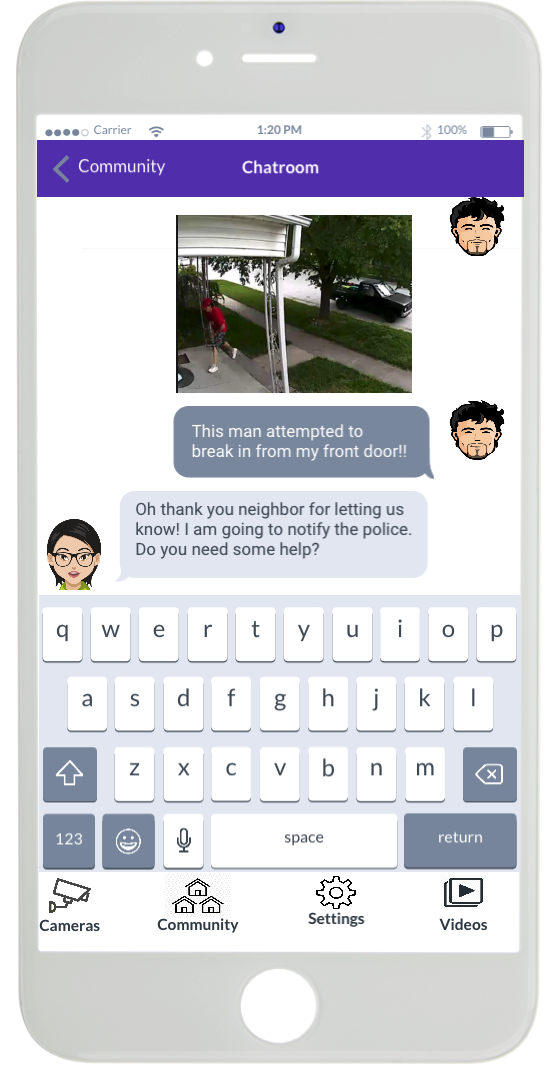 Carrier 1:20 PM 100%
Community Chatroom
This man attempted to
break in from my front door!!
Oh thank you neighbor for letting us
know! I am going to notify the police.
Do you need some help?
q w e r t y u i o p
a s d f g h j k l
z x c v b n m
123 space return
Cameras Community Settings Videos